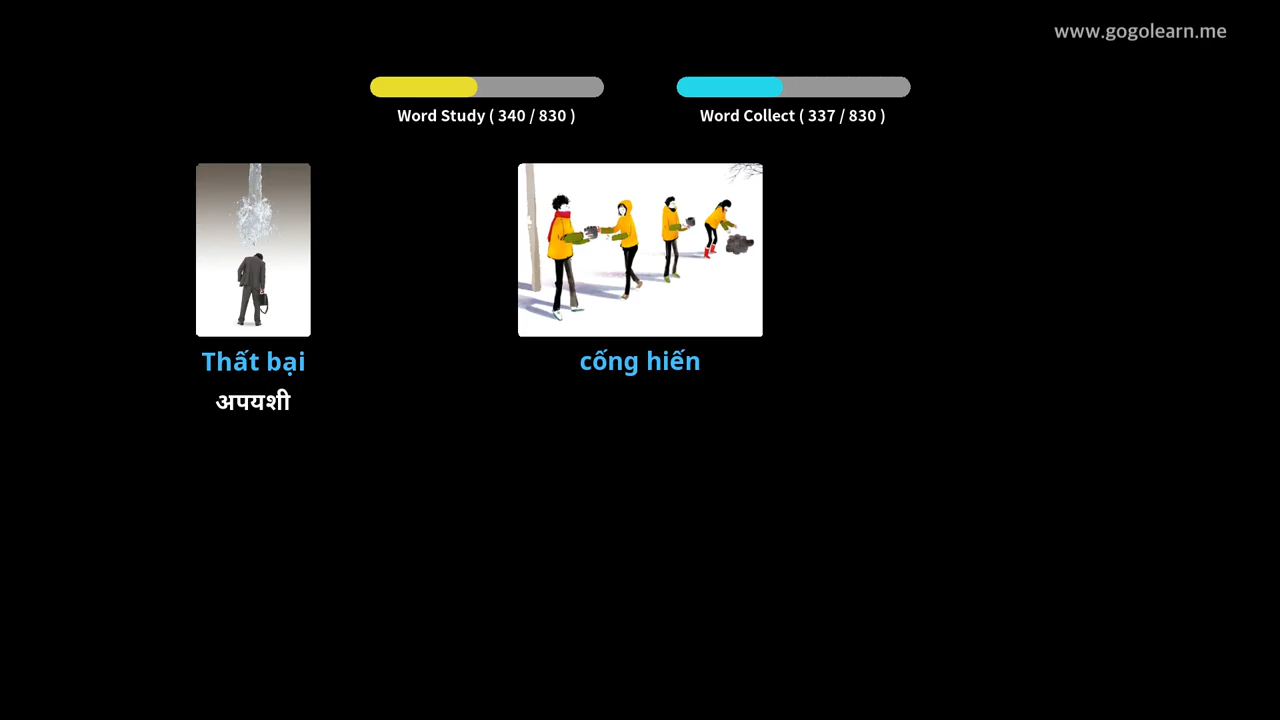 www.gogolearn.me
Word Study ( 340 / 830 )
Word Collect ( 337 / 830 )
Thất bại
cống hiến
अपयशी